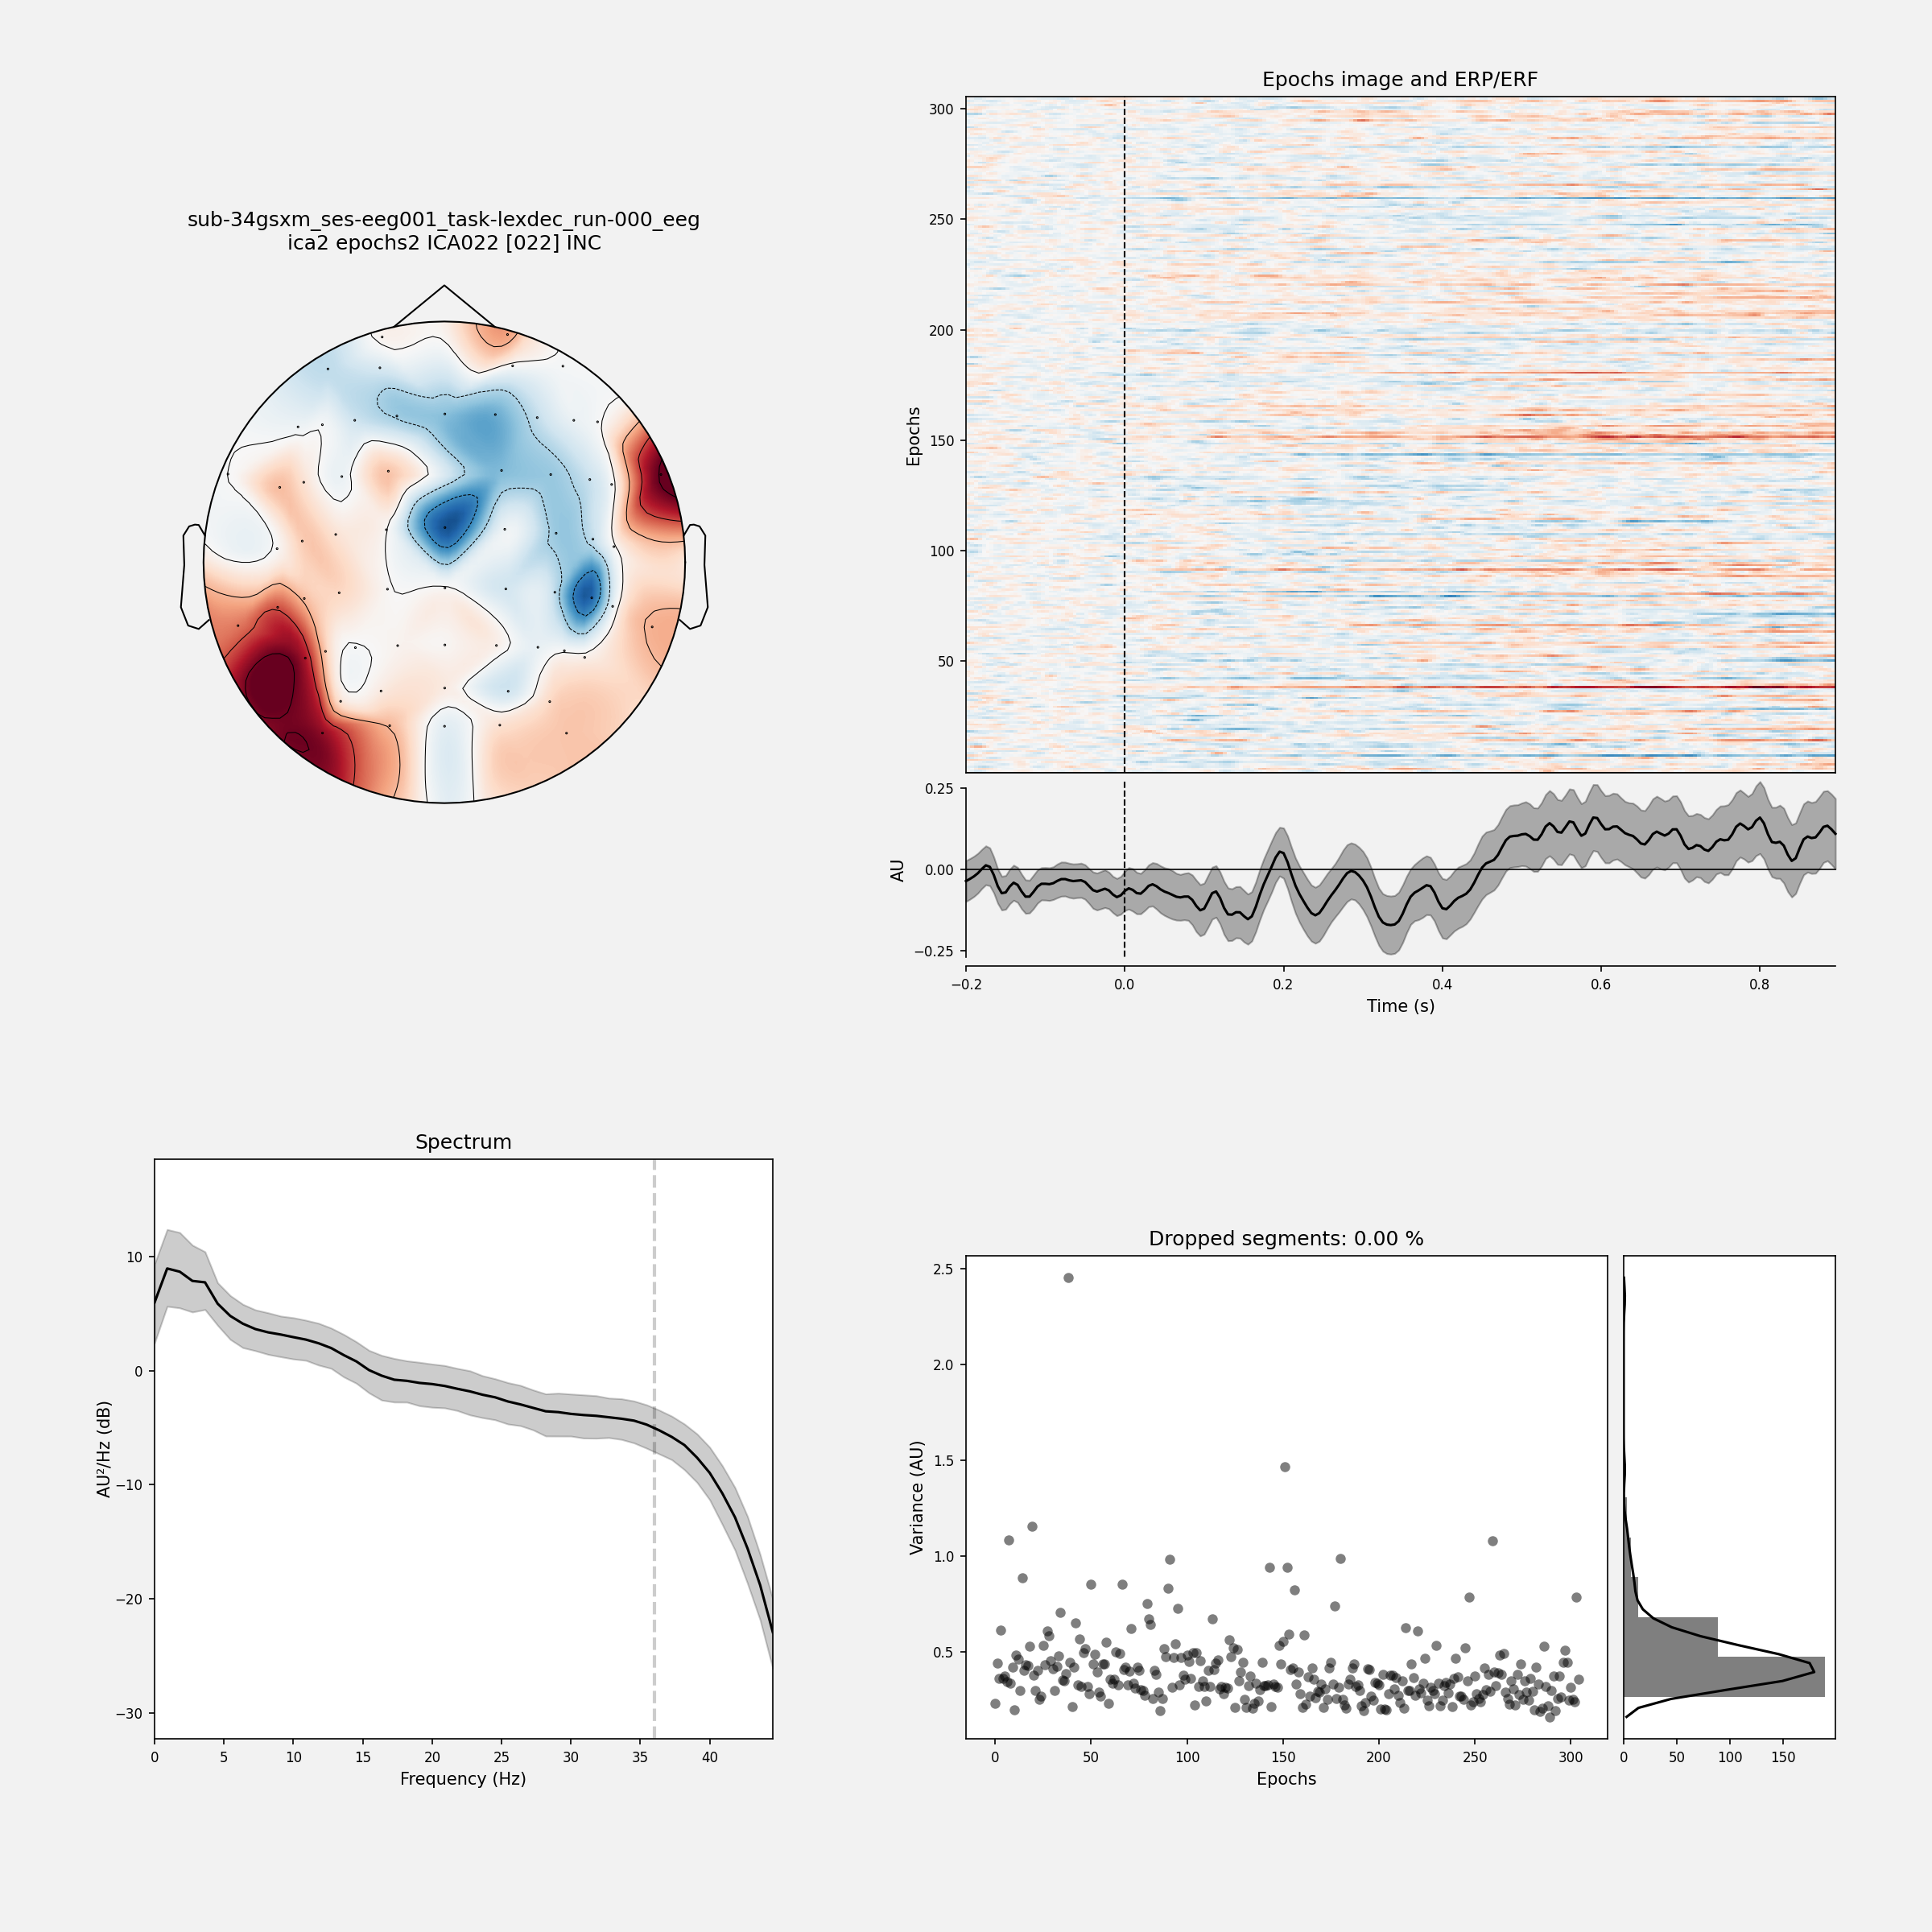 sub-34gsxm_ses-eeg001_task-lexdec_run-000_eeg
ica2 epochs2 ICA022 [022] INC
Epochs image and ERP/ERF
Epochs
300
250
200
150
100
50
AU
0.25
0.00
−0.25
−0.2 0.0 0.2 0.4 0.6 0.8
Time (s)
Spectrum
AU²/Hz (dB)
10
0
−10
−20
−30
0 5 10 15 20 25 30 35 40
Frequency (Hz)
Dropped segments: 0.00 %
Variance (AU)
2.5
2.0
1.5
1.0
0.5
0 50 100 150 200 250 300
Epochs
0 50 100 150